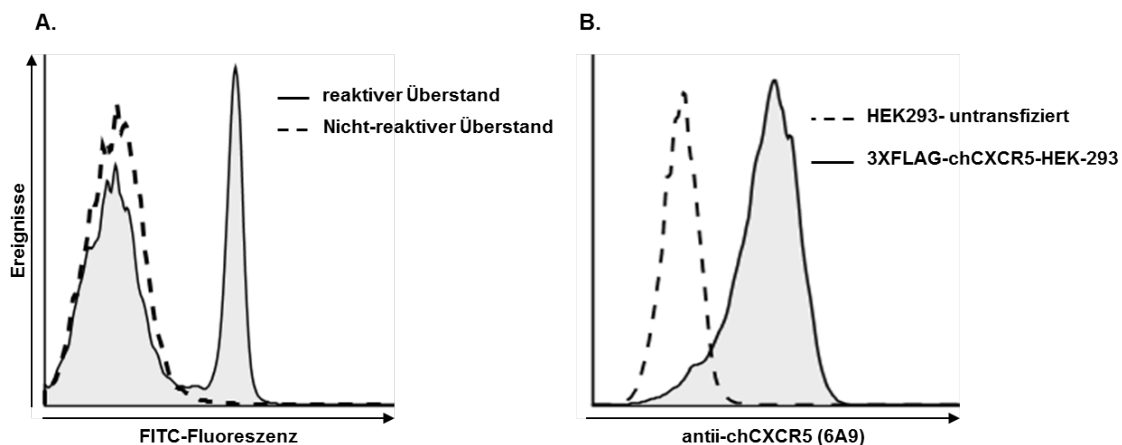 A.
B.
reaktiver Überstand
Nicht-reaktiver Überstand
HEK293- untransfiziert
3XFLAG-chCXCR5-HEK-293
Ereignisse
FITC-Fluoreszenz
antii-chCXCR5 (6A9)